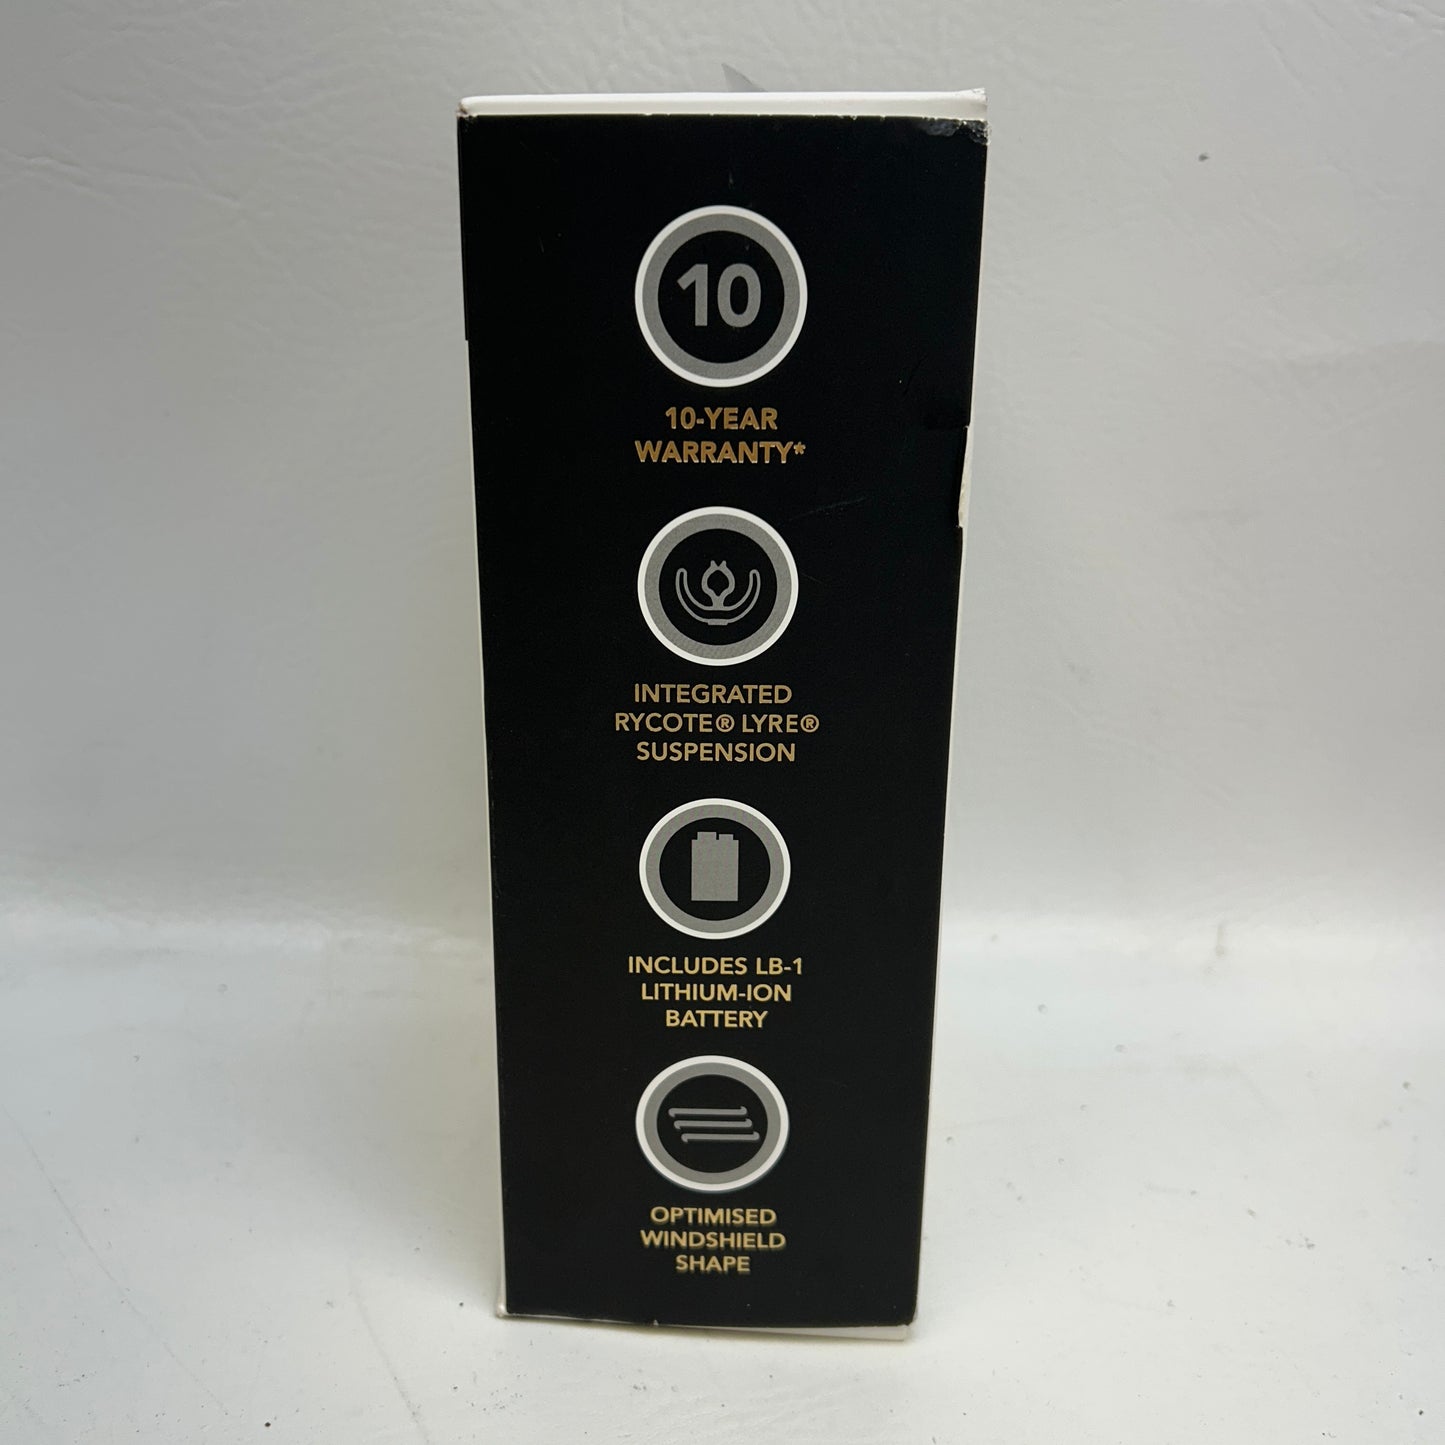 10
10-YEAR
WARRANTY*
INTEGRATED
RYCOTE® LYRE®
SUSPENSION
INCLUDES LB-1
LITHIUM-ION
BATTERY
OPTIMISED
WINDSHIELD
SHAPE